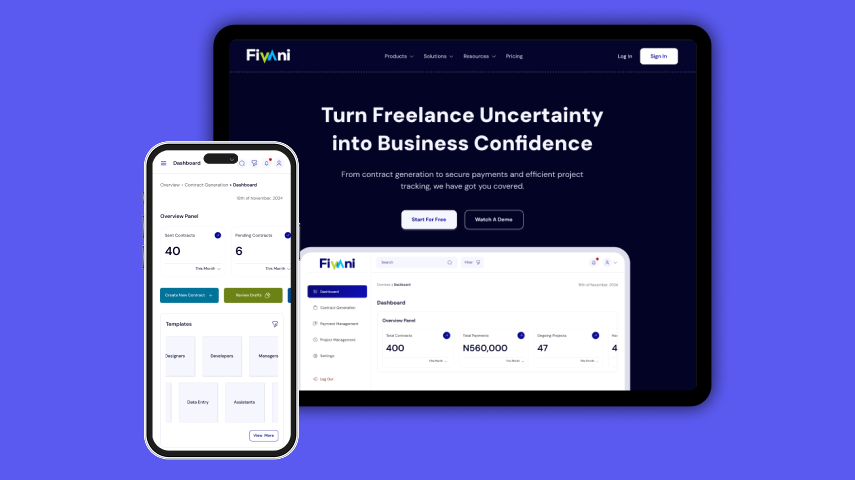 Fivani
Products
Solutions
Resources
Pricing
Log In
Sign In
Turn Freelance Uncertainty
into Business Confidence
From contract generation to secure payments and efficient project
tracking, we have got you covered.
Start For Free
Watch A Demo
Fivani
Search
Filter
Dashboard
Contract Generation
Payment Management
Project Management
Settings
Log Out
Overview > Dashboard
18th of November, 2024
Dashboard
Overview Panel
Total Contracts
400
This Month
Total Payments
N560,000
This Month
Ongoing Projects
47
This Month
4
Dashboard
Overview > Contract Generation > Dashboard
18th of November, 2024
Overview Panel
Sent Contracts
40
This Month
Pending Contracts
6
This Month
Create New Contract +
Review Drafts
Templates
Designers
Developers
Managers
Data Entry
Assistants
View More